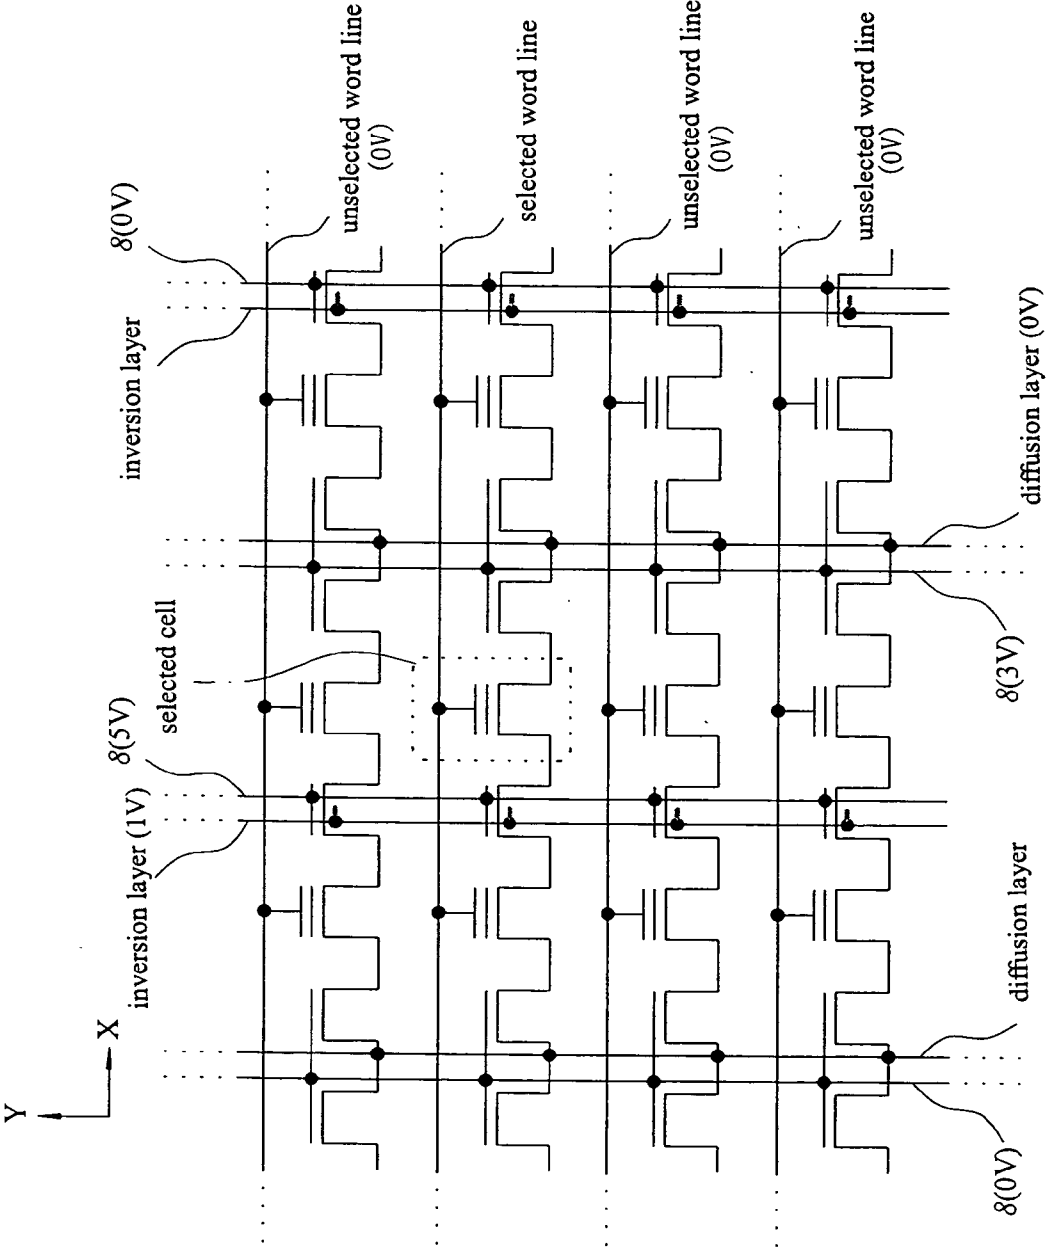 unselected word line
(0V)
selected word line
unselected word line
(0V)
unselected word line
(0V)
8(0V)
inversion layer
selected cell
8(5V)
inversion layer (1V)
diffusion layer (0V)
8(3V)
diffusion layer
8(0V)
Y
X